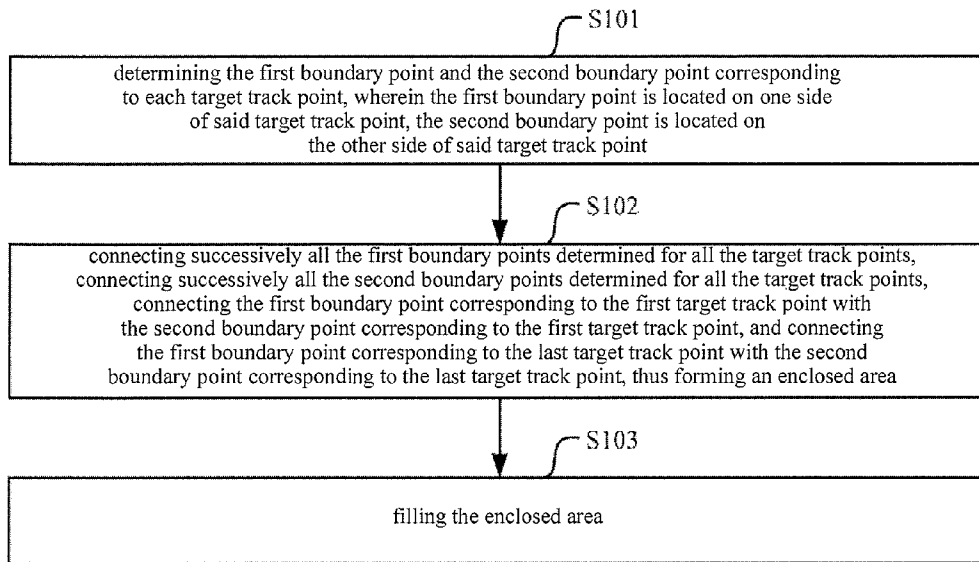 S101
determining the first boundary point and the second boundary point corresponding
to each target track point, wherein the first boundary point is located on one side
of said target track point, the second boundary point is located on
the other side of said target track point
S102
connecting successively all the first boundary points determined for all the target track points,
connecting successively all the second boundary points determined for all the target track points,
connecting the first boundary point corresponding to the first target track point with
the second boundary point corresponding to the first target track point, and connecting
the first boundary point corresponding to the last target track point with the second
boundary point corresponding to the last target track point, thus forming an enclosed area
S103
filling the enclosed area